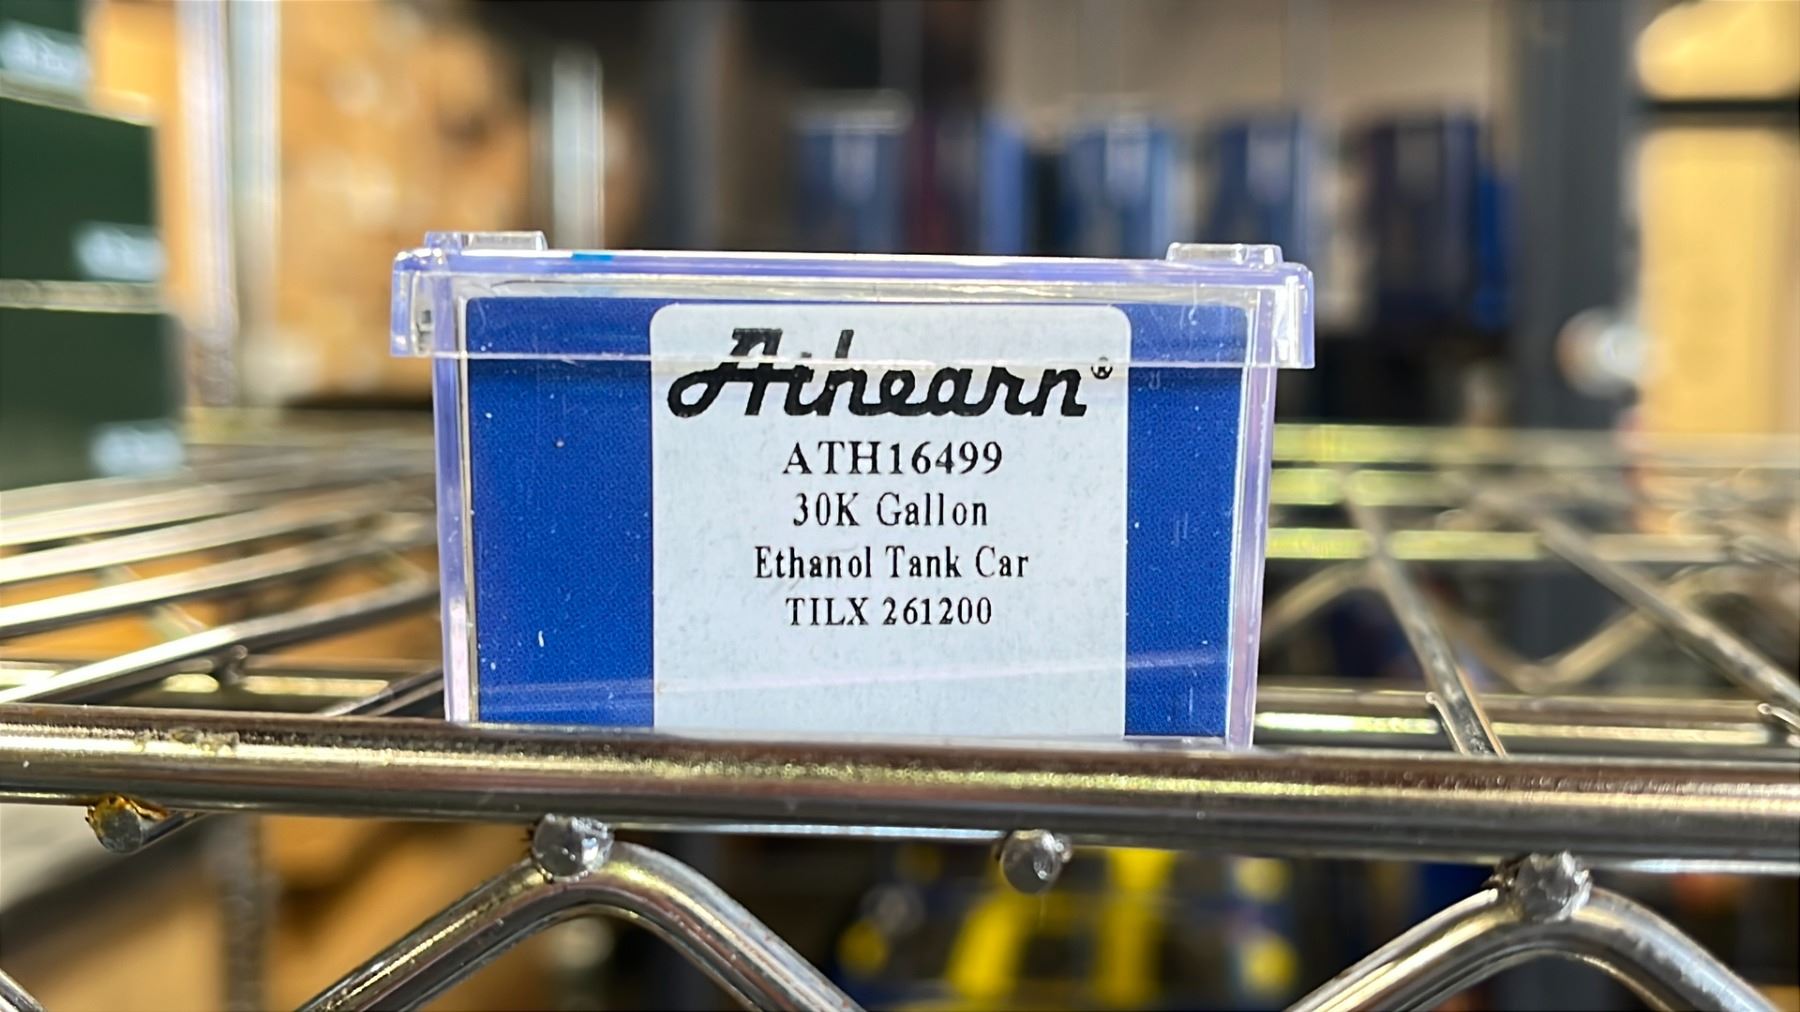 Athearn®
ATH16499
30K Gallon
Ethanol Tank Car
TILX 261200